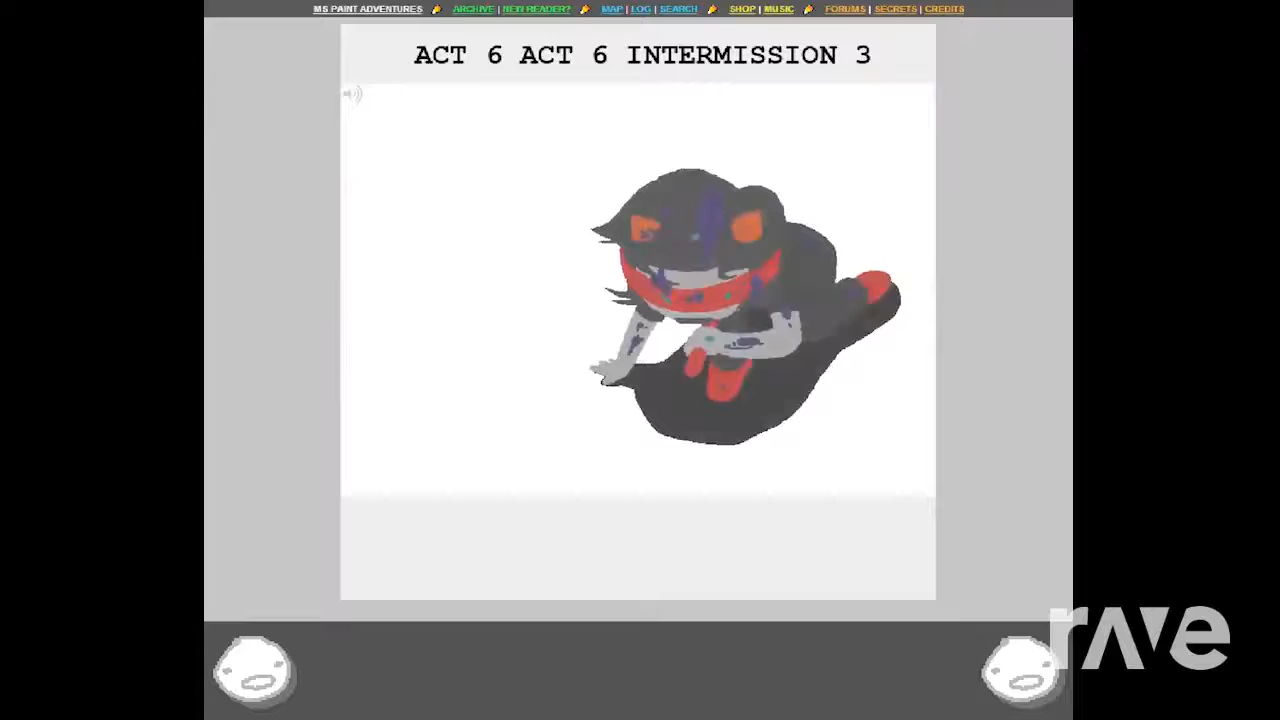 MS PAINT ADVENTURES ARCHIVE | NEW READER? MAP | LOG | SEARCH SHOP | MUSIC FORUMS | SECRETS | CREDITS
ACT 6 ACT 6 INTERMISSION 3
rave